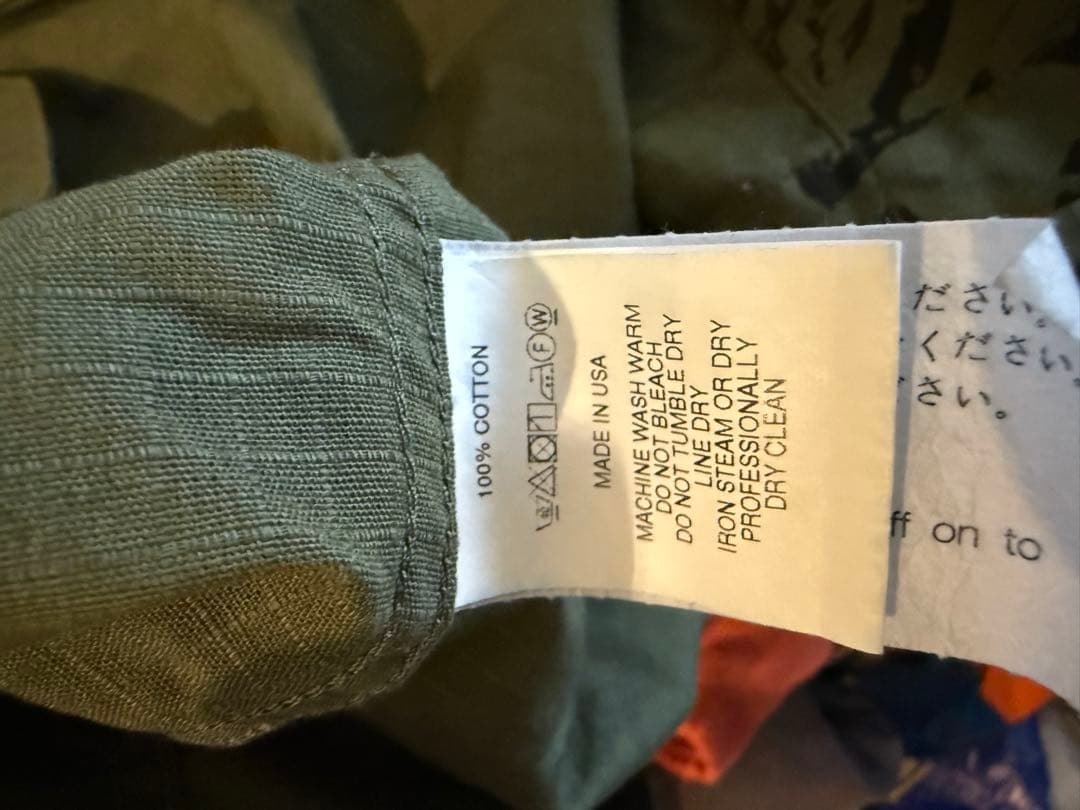 100% COTTON
MADE IN USA
MACHINE WASH WARM
DO NOT BLEACH
DO NOT TUMBLE DRY
LINE DRY
IRON STEAM OR DRY
PROFESSIONALLY
DRY CLEAN
ださい。
ください。
さい。
ff on to